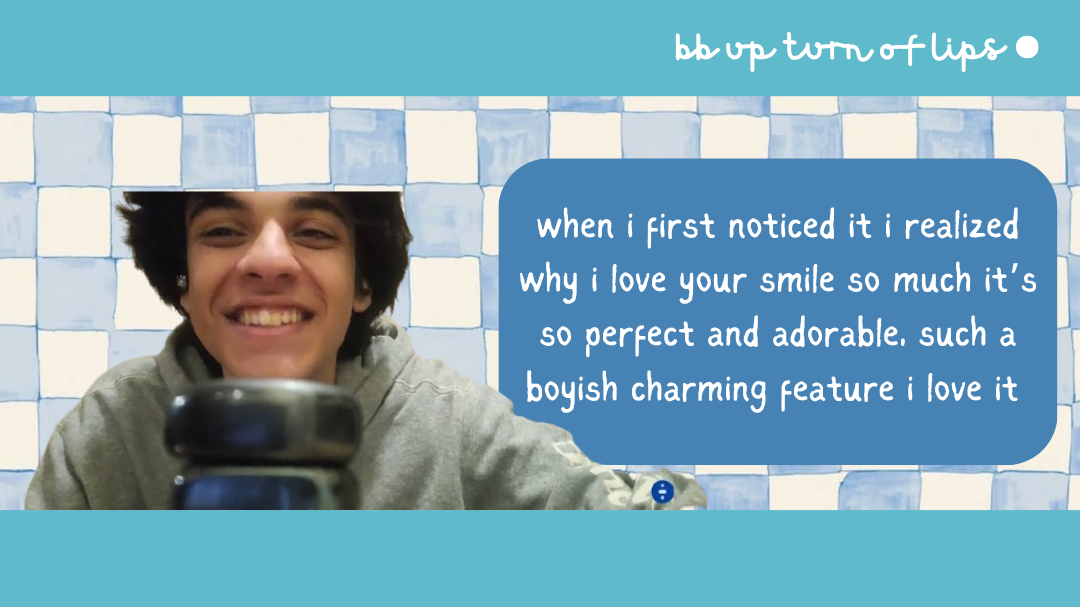 bb up turn of lips
when i first noticed it i realized
why i love your smile so much it's
so perfect and adorable. such a
boyish charming feature i love it